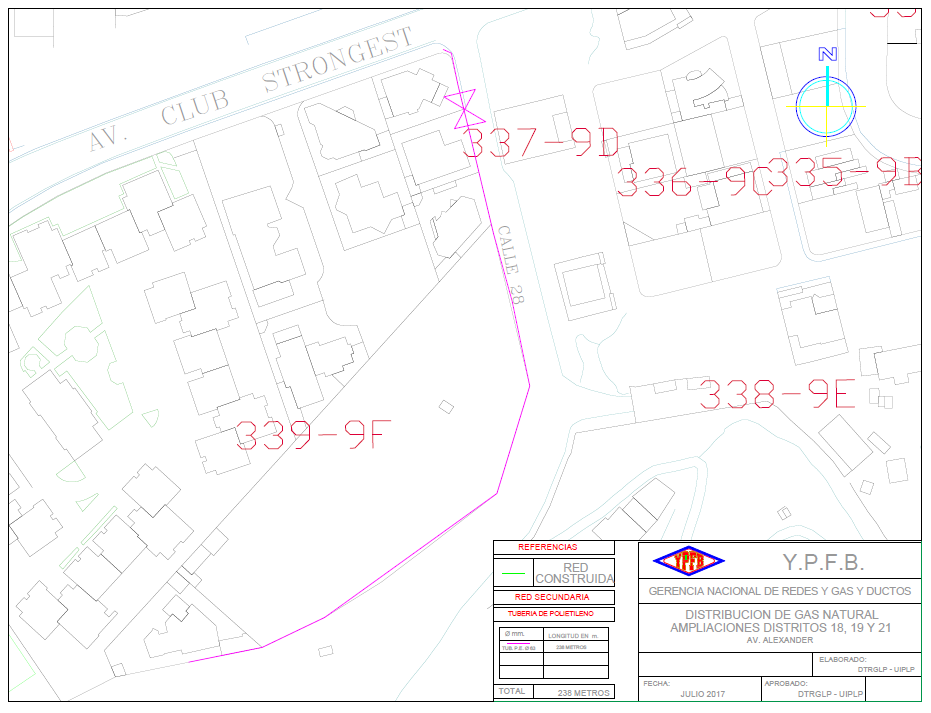 AV. CLUB STRONGEST
N
337-9D
336-9C
335-9E
CALLE 28
338-9E
339-9F
REFERENCIAS
RED
CONSTRUIDA
RED SECUNDARIA
TUBERIA DE POLIETILENO
Ø mm. LONGITUD EN m.
TUB. P.E. Ø 63 238 METROS
TOTAL 238 METROS
YPFB
Y.P.F.B.
GERENCIA NACIONAL DE REDES Y GAS Y DUCTOS
DISTRIBUCION DE GAS NATURAL
AMPLIACIONES DISTRITOS 18, 19 Y 21
AV. ALEXANDER
ELABORADO:
DTRGLP - UIPLP
FECHA:
JULIO 2017
APROBADO:
DTRGLP - UIPLP